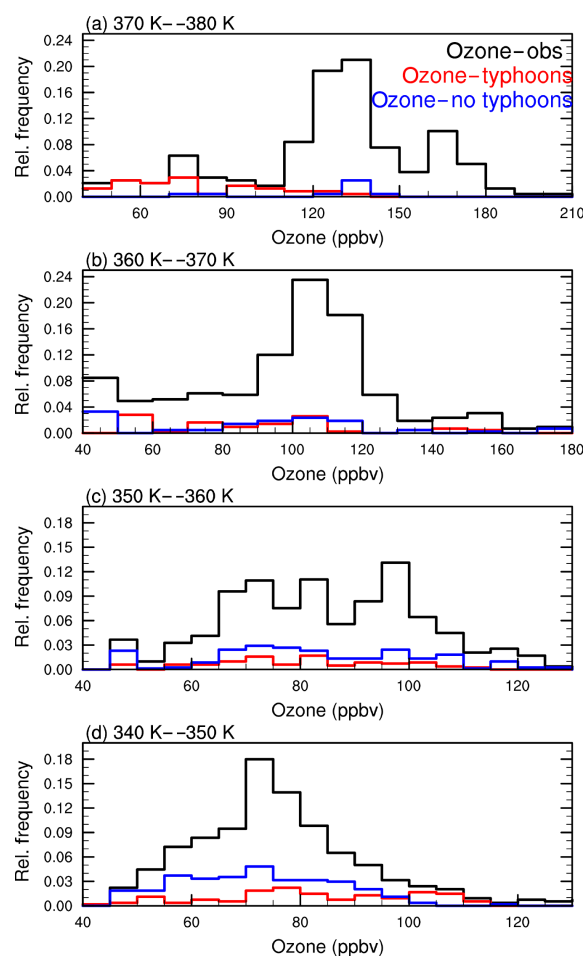 (a) 370 K−−380 K
0.24
0.20
0.16
0.12
0.08
0.04
0.00
Rel. frequency
Ozone−obs
Ozone−typhoons
Ozone−no typhoons
60 90 120 150 180 210
Ozone (ppbv)
(b) 360 K−−370 K
0.24
0.20
0.16
0.12
0.08
0.04
0.00
Rel. frequency
40 60 80 100 120 140 160 180
Ozone (ppbv)
(c) 350 K−−360 K
0.18
0.15
0.12
0.09
0.06
0.03
0.00
Rel. frequency
40 60 80 100 120
Ozone (ppbv)
(d) 340 K−−350 K
0.18
0.15
0.12
0.09
0.06
0.03
0.00
Rel. frequency
40 60 80 100 120
Ozone (ppbv)